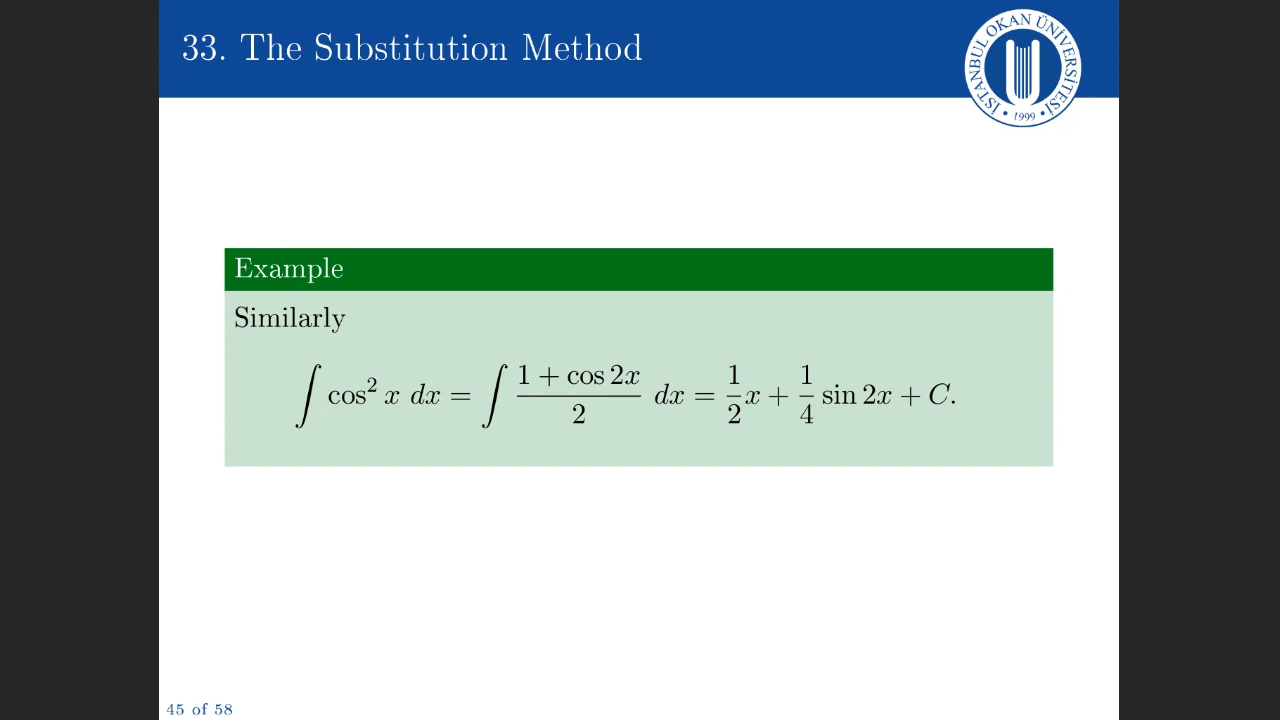 33. The Substitution Method
İSTANBUL OKAN ÜNİVERSİTESİ
• 1999 •
Example
Similarly
∫ cos² x dx = ∫ (1 + cos 2x)/2 dx = 1/2 x + 1/4 sin 2x + C.
45 of 58